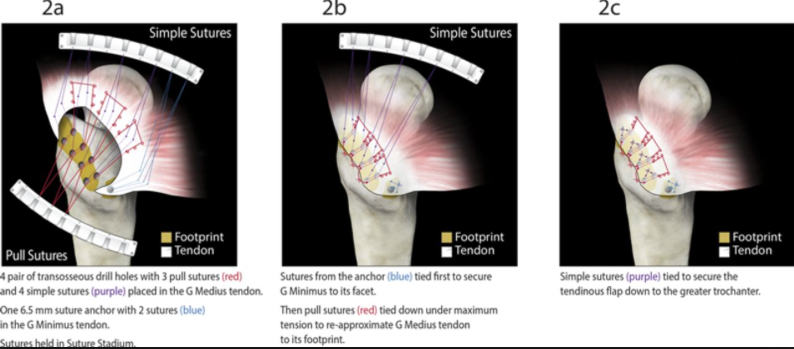 2a
2b
2c
Simple Sutures
Pull Sutures
Footprint
Tendon
Simple Sutures
Footprint
Tendon
Footprint
Tendon
4 pair of transosseous drill holes with 3 pull sutures (red)
and 4 simple sutures (purple) placed in the G Medius tendon.
One 6.5 mm suture anchor with 2 sutures (blue)
in the G Minimus tendon.
Sutures held in Suture Stadium.
Sutures from the anchor (blue) tied first to secure
G Minimus to its facet.
Then pull sutures (red) tied down under maximum
tension to re-approximate G Medius tendon
to its footprint.
Simple sutures (purple) tied to secure the
tendinous flap down to the greater trochanter.